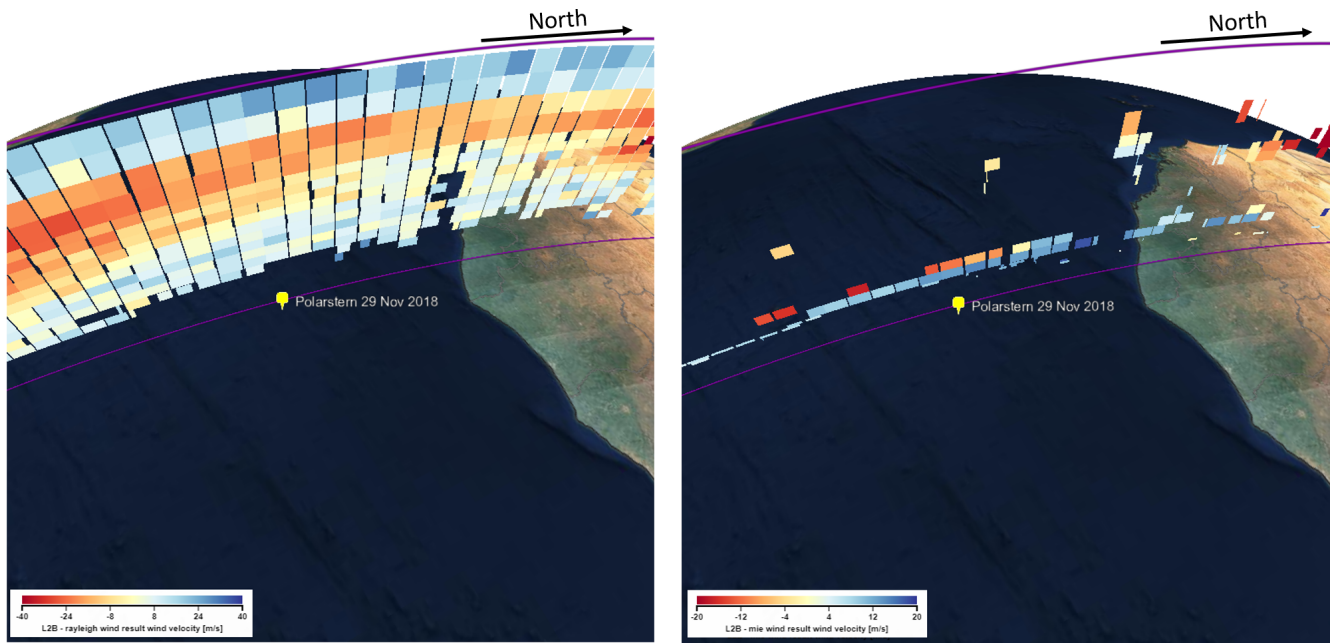 North
Polarstern 29 Nov 2018
-40 -24 -8 8 24 40
L2B - rayleigh wind result wind velocity [m/s]
North
Polarstern 29 Nov 2018
-20 -12 -4 4 12 20
L2B - mie wind result wind velocity [m/s]